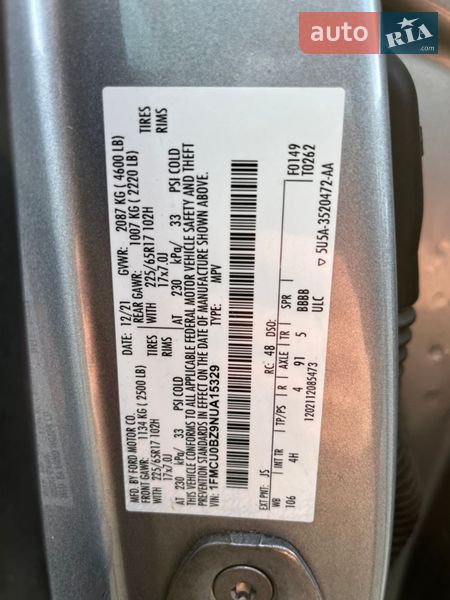 auto RIA.com
MFD. BY FORD MOTOR CO.
DATE: 12/21 GVWR: 2087 KG ( 4600 LB)
FRONT GAWR: 1134 KG ( 2500 LB) REAR GAWR: 1007 KG ( 2220 LB)
WITH 225/65R17 102H TIRES WITH 225/65R17 102H TIRES
17x7.0J RIMS 17x7.0J RIMS
AT 230 kPa/ 33 PSI COLD AT 230 kPa/ 33 PSI COLD
THIS VEHICLE CONFORMS TO ALL APPLICABLE FEDERAL MOTOR VEHICLE SAFETY AND THEFT
PREVENTION STANDARDS IN EFFECT ON THE DATE OF MANUFACTURE SHOWN ABOVE.
VIN: 1FMCU0BZ9NUA15329 TYPE: MPV
EXT PNT: JS RC: 48 DSO: F0149
T0262
WB INT TR TP/PS R AXLE TR SPR
106 4H 4 91 5 BBBB
ULC
1202112085473
▽ 5U5A-3520472-AA